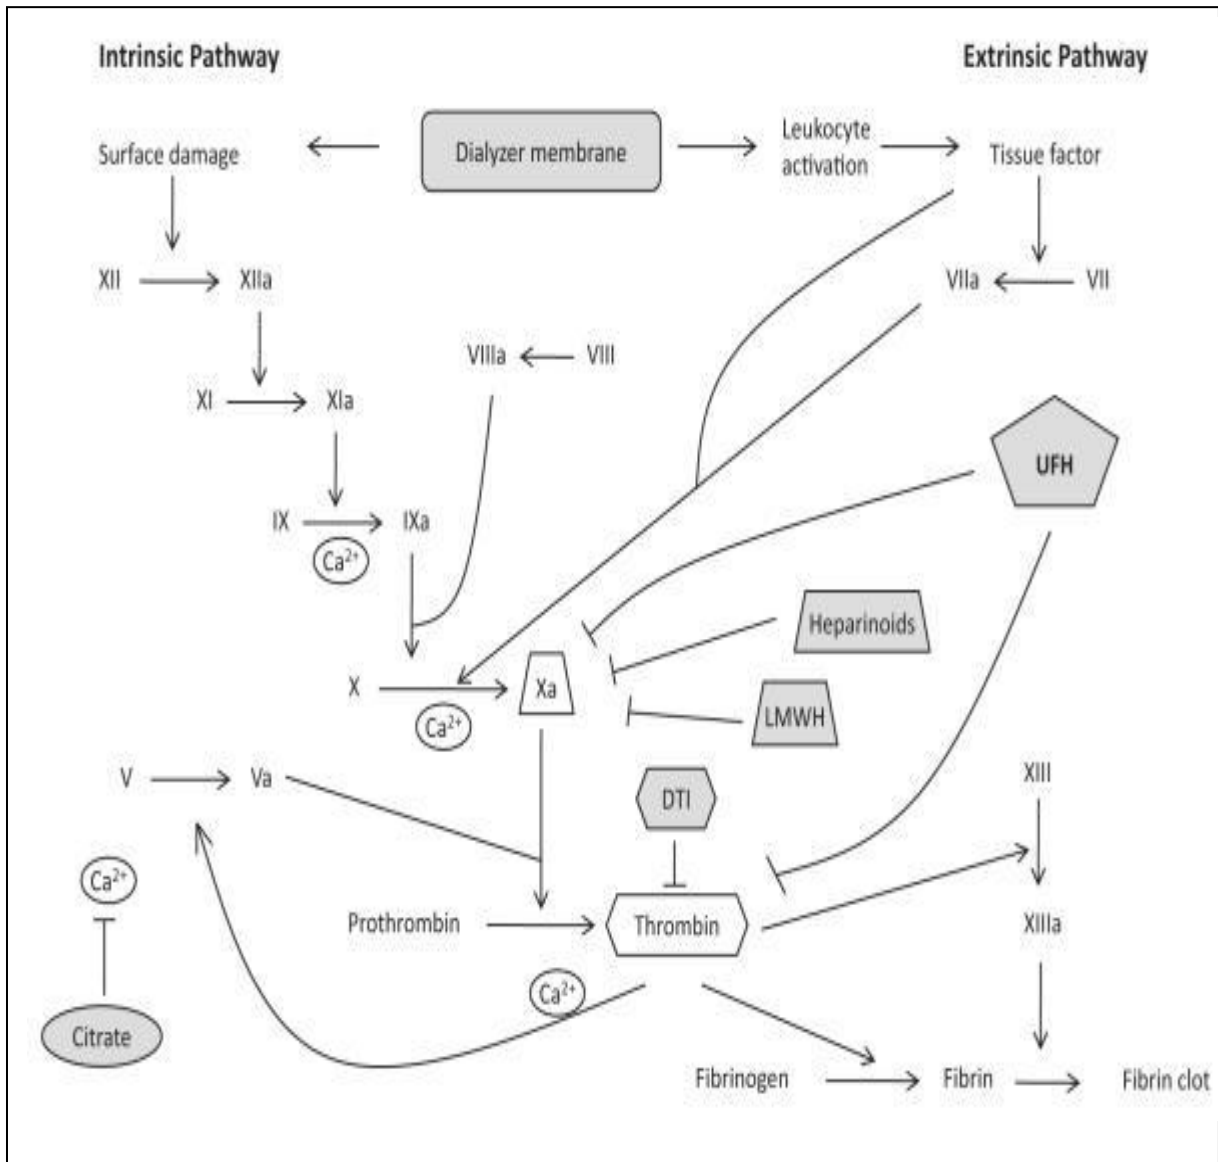 Intrinsic Pathway
Extrinsic Pathway
Dialyzer membrane
Leukocyte
activation
Surface damage
Tissue factor
XII
XIIa
VIIa
VII
VIIIa
VIII
XI
XIa
UFH
IX
IXa
Ca²⁺
Heparinoids
X
Xa
Ca²⁺
LMWH
V
Va
DTI
XIII
Ca²⁺
Prothrombin
Thrombin
XIIIa
Ca²⁺
Citrate
Fibrinogen
Fibrin
Fibrin clot